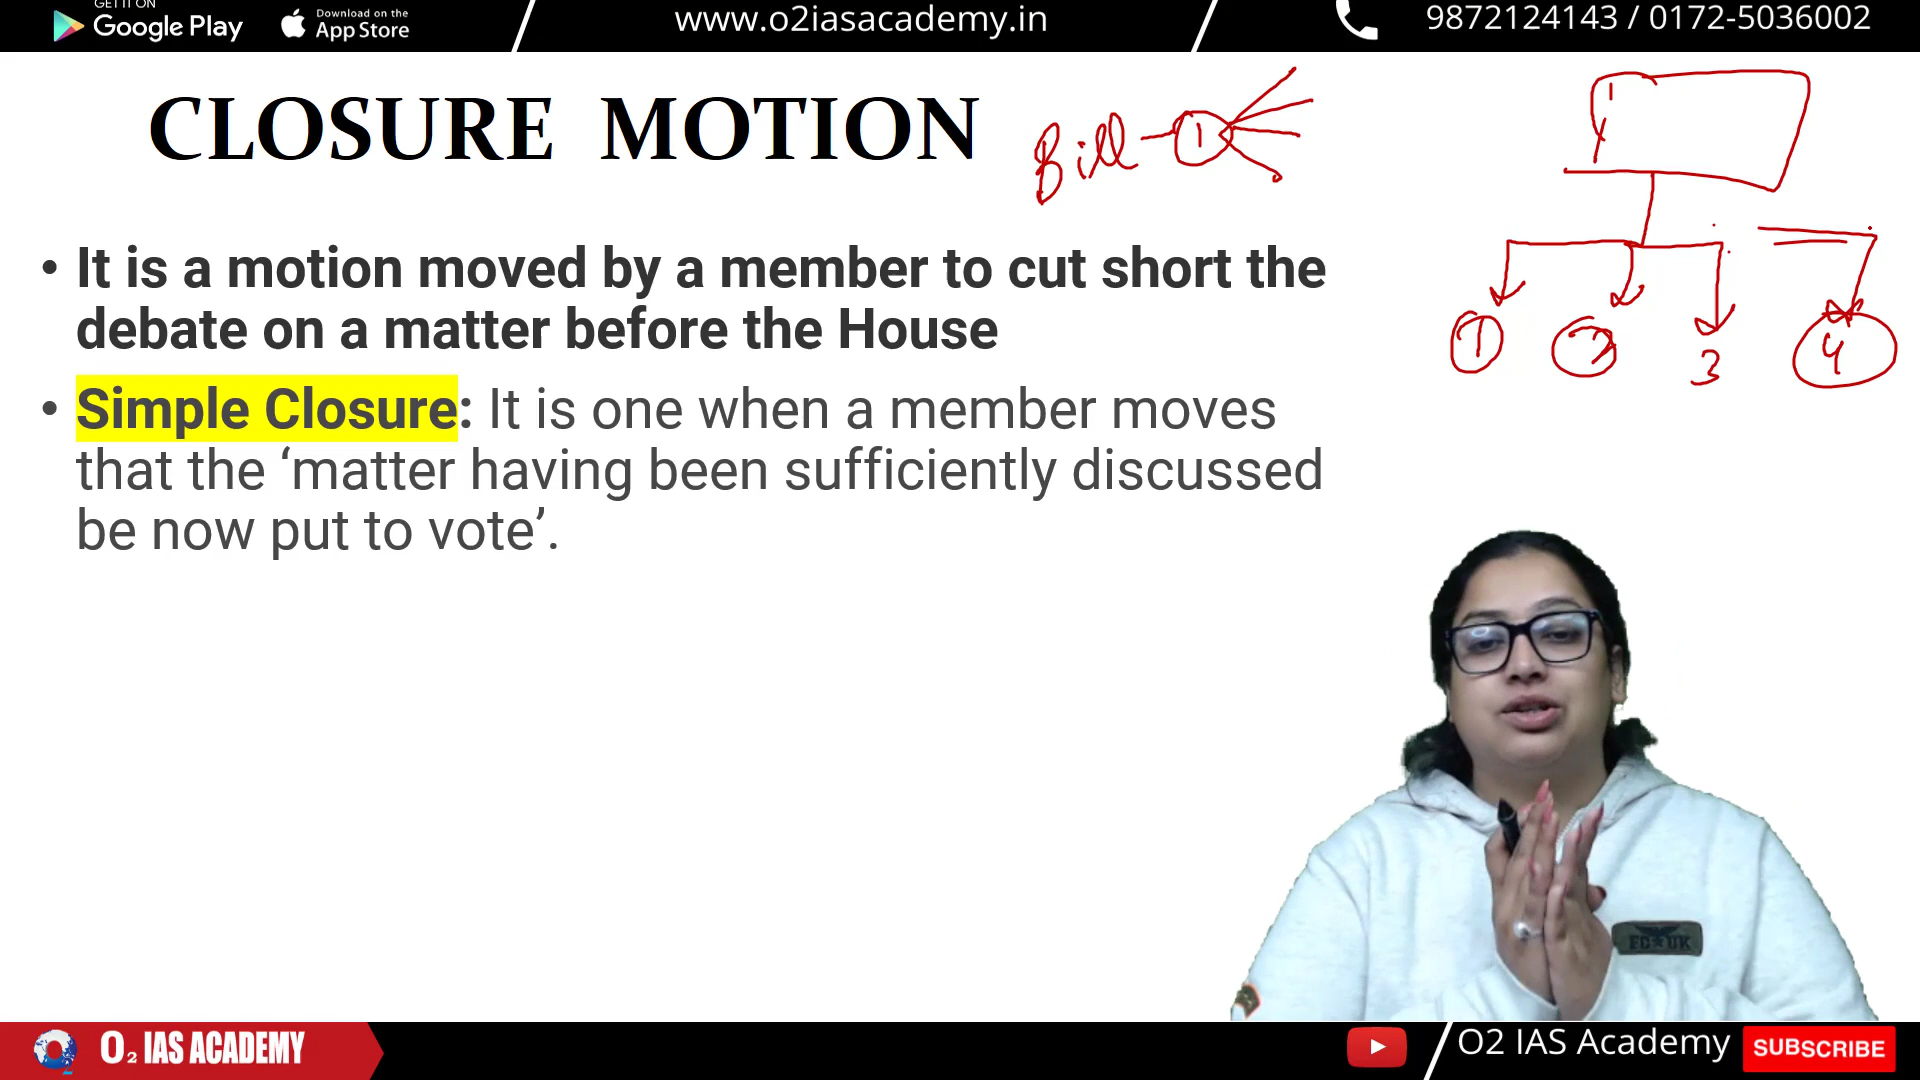 GET IT ON
Google Play
Download on the
App Store
www.o2iasacademy.in
9872124143 / 0172-5036002
CLOSURE MOTION
Bill 1
• It is a motion moved by a member to cut short the
debate on a matter before the House
1 2 3 4
• Simple Closure: It is one when a member moves
that the ‘matter having been sufficiently discussed
be now put to vote’.
FC★UK
O2 IAS ACADEMY
O2 IAS Academy
SUBSCRIBE